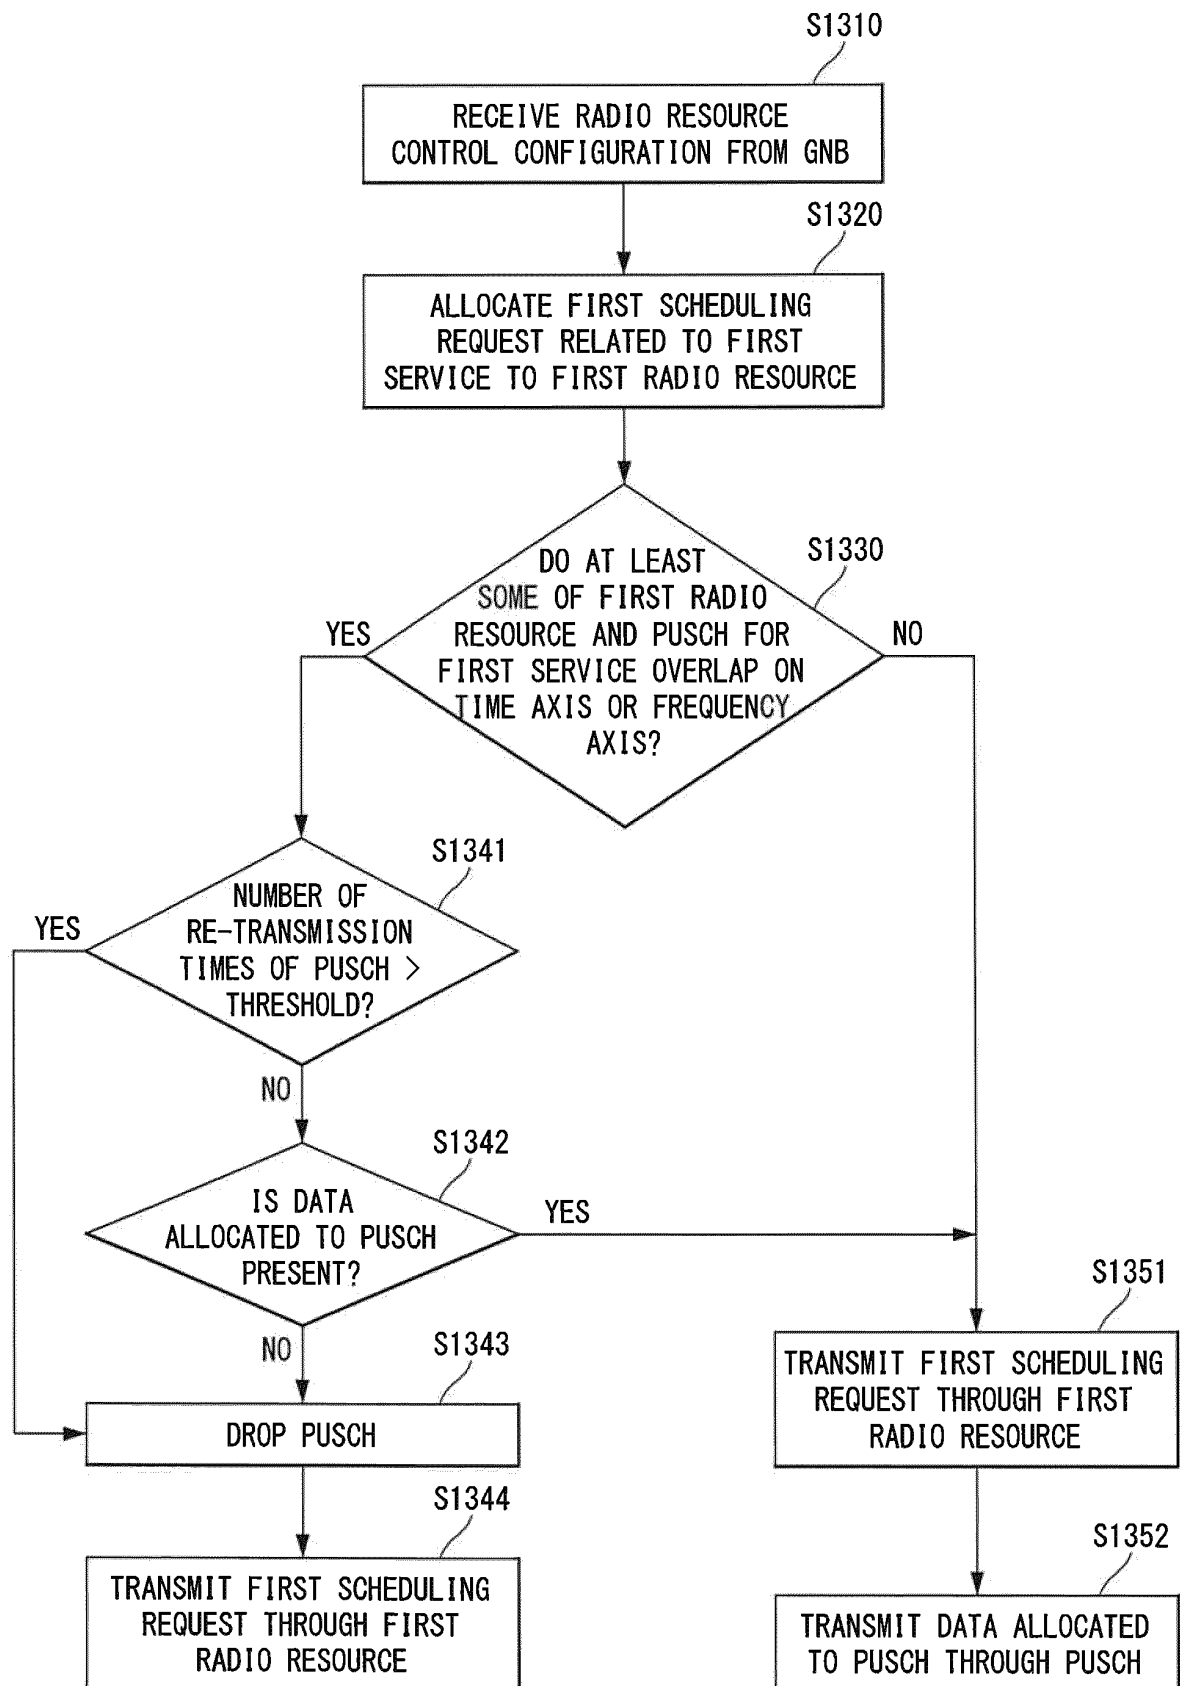 S1310
RECEIVE RADIO RESOURCE
CONTROL CONFIGURATION FROM GNB
S1320
ALLOCATE FIRST SCHEDULING
REQUEST RELATED TO FIRST
SERVICE TO FIRST RADIO RESOURCE
S1330
DO AT LEAST
SOME OF FIRST RADIO
RESOURCE AND PUSCH FOR
FIRST SERVICE OVERLAP ON
TIME AXIS OR FREQUENCY
AXIS?
YES
NO
S1341
NUMBER OF
RE-TRANSMISSION
TIMES OF PUSCH >
THRESHOLD?
YES
NO
S1342
IS DATA
ALLOCATED TO PUSCH
PRESENT?
YES
NO
S1343
DROP PUSCH
S1344
TRANSMIT FIRST SCHEDULING
REQUEST THROUGH FIRST
RADIO RESOURCE
S1351
TRANSMIT FIRST SCHEDULING
REQUEST THROUGH FIRST
RADIO RESOURCE
S1352
TRANSMIT DATA ALLOCATED
TO PUSCH THROUGH PUSCH